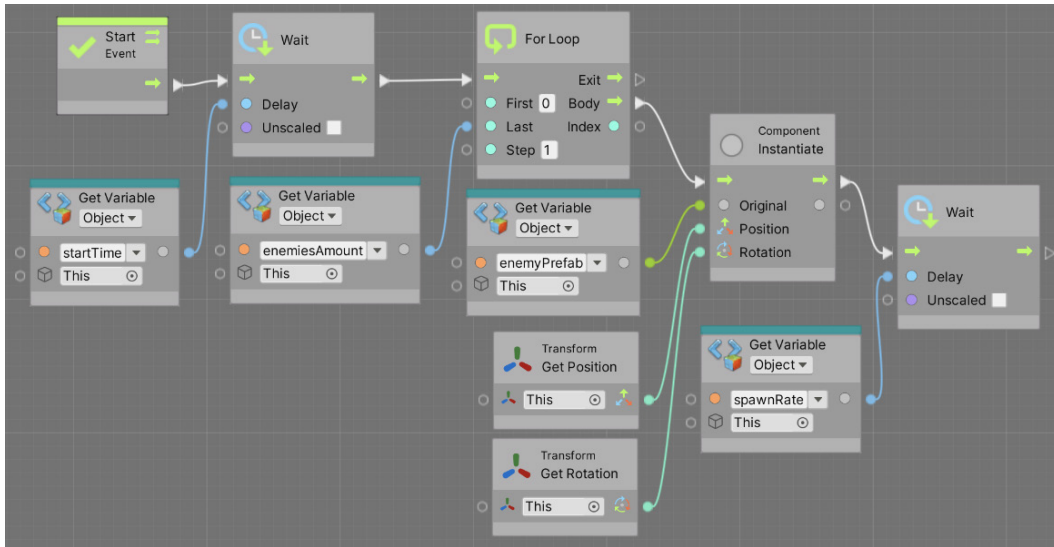 Start
Event
Wait
Delay
Unscaled
For Loop
Exit
First 0 Body
Last Index
Step 1
Component
Instantiate
Original
Position
Rotation
Wait
Delay
Unscaled
Get Variable
Object
startTime
This
Get Variable
Object
enemiesAmount
This
Get Variable
Object
enemyPrefab
This
Transform
Get Position
This
Transform
Get Rotation
This
Get Variable
Object
spawnRate
This